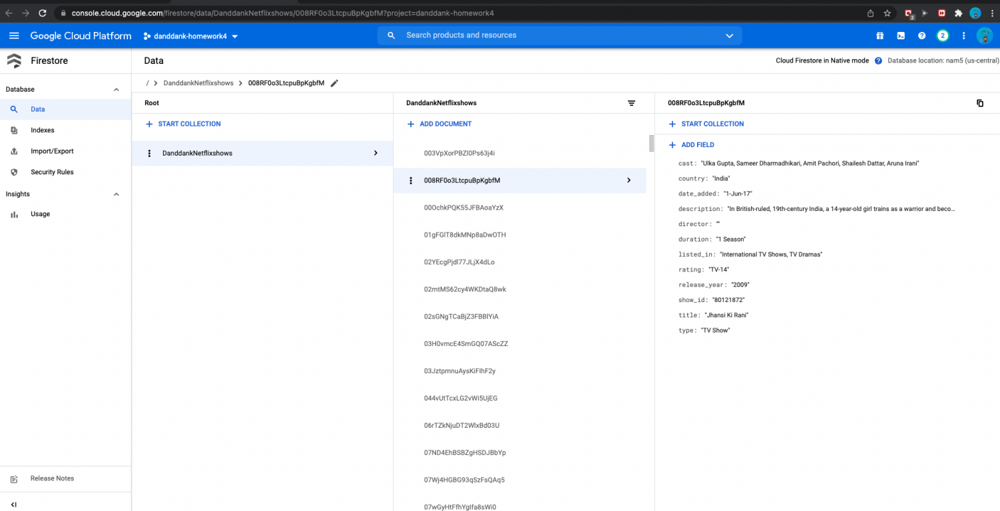 console.cloud.google.com/firestore/data/DanddankNetflixshows/008RF0o3LtcpuBpKgbfM?project=danddank-homework4
2
Google Cloud Platform
danddank-homework4
Search products and resources
2
Firestore
Data
Cloud Firestore in Native mode
Database location: nam5 (us-central)
Database
Data
Indexes
Import/Export
Security Rules
Insights
Usage
Release Notes
/ > DanddankNetflixshows > 008RF0o3LtcpuBpKgbfM
Root
+ START COLLECTION
DanddankNetflixshows
DanddankNetflixshows
+ ADD DOCUMENT
003VpXorPBZl0Ps63j4i
008RF0o3LtcpuBpKgbfM
00OchkPQK55JFBAoaYzX
01gFGlT8dkMNp8aDwOTH
02YEcgPjdl77JLjX4dLo
02mtMS62cy4WKDtaQ8wk
02sGNgTCaBjZ3FBBlYiA
03H0vmcE4SmGQ07AScZZ
03JztpmnuAysKiFlhF2y
044vUtTcxLG2vWi5UjEG
06rTZkNjuDT2WlxBd03U
07ND4EhBSBZgHSDJBbYp
07Wj4HGBG93qSzFsQAq5
07wGyHtFfhYgIfa8sWi0
008RF0o3LtcpuBpKgbfM
+ START COLLECTION
+ ADD FIELD
cast: "Ulka Gupta, Sameer Dharmadhikari, Amit Pachori, Shailesh Dattar, Aruna Irani"
country: "India"
date_added: "1-Jun-17"
description: "In British-ruled, 19th-century India, a 14-year-old girl trains as a warrior and beco...
director: ""
duration: "1 Season"
listed_in: "International TV Shows, TV Dramas"
rating: "TV-14"
release_year: "2009"
show_id: "80121872"
title: "Jhansi Ki Rani"
type: "TV Show"